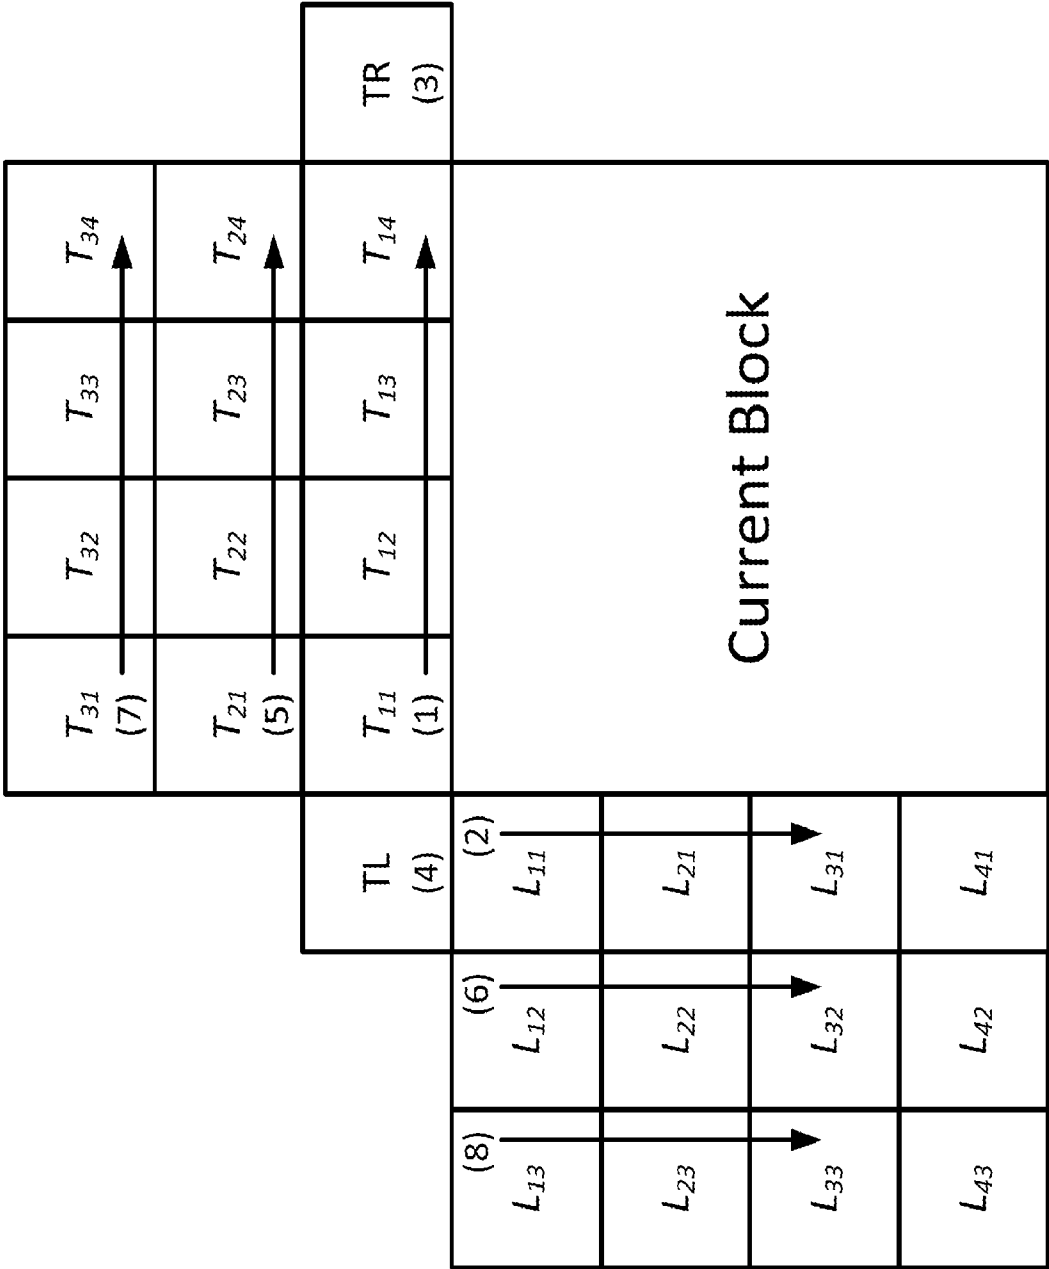 T31 T32 T33 T34
(7)
T21 T22 T23 T24
(5)
TL T11 T12 T13 T14 TR
(4) (1) (3)
(8) (6) (2)
L13 L12 L11
L23 L22 L21
Current Block
L33 L32 L31
L43 L42 L41